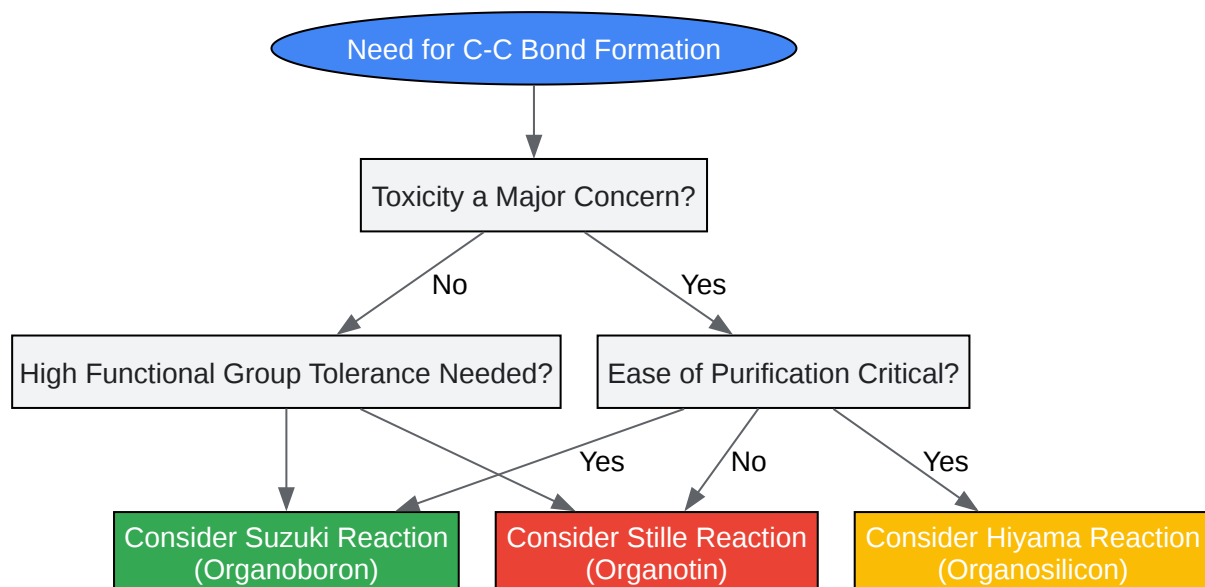 Need for C-C Bond Formation
Toxicity a Major Concern?
No
Yes
High Functional Group Tolerance Needed?
Ease of Purification Critical?
Yes
No
Yes
Consider Suzuki Reaction
(Organoboron)
Consider Stille Reaction
(Organotin)
Consider Hiyama Reaction
(Organosilicon)